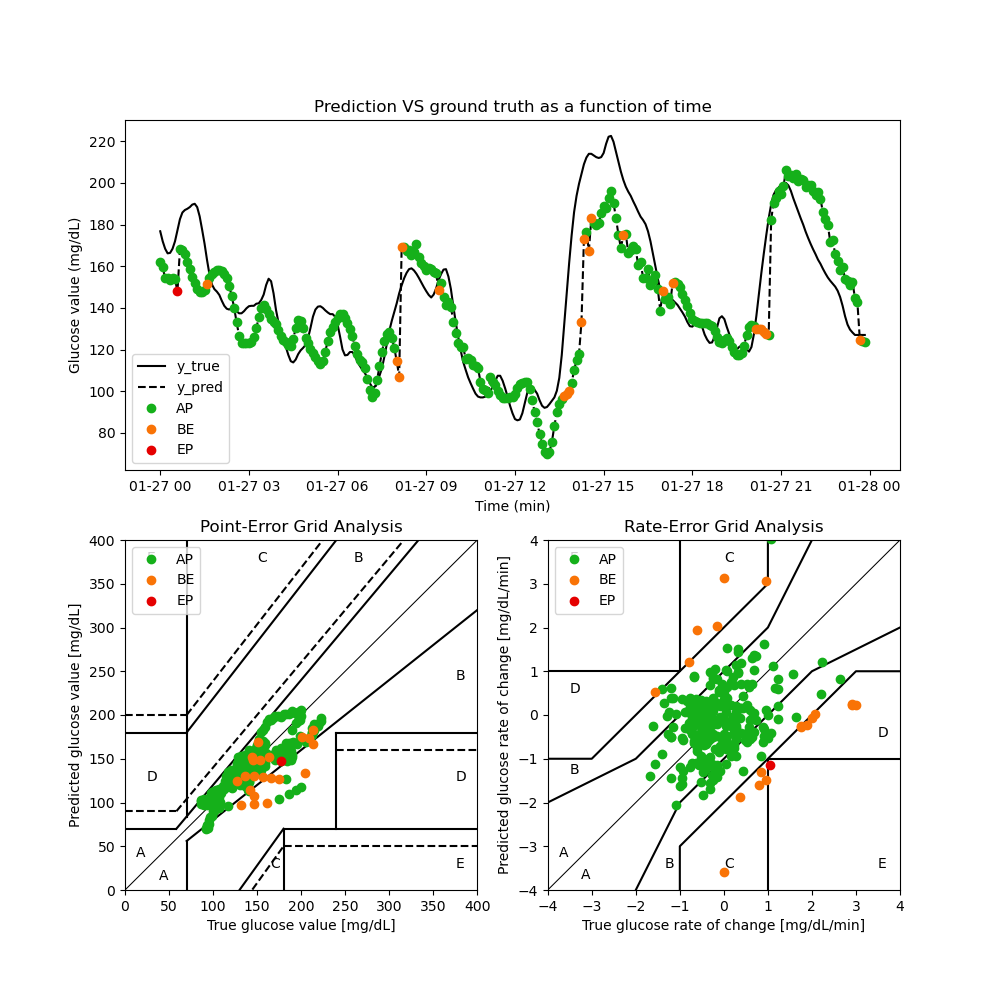 Prediction VS ground truth as a function of time
Glucose value (mg/dL)
220
200
180
160
140
120
100
80
y_true
y_pred
AP
BE
EP
01-27 00 01-27 03 01-27 06 01-27 09 01-27 12 01-27 15 01-27 18 01-27 21 01-28 00
Time (min)
Point-Error Grid Analysis
Predicted glucose value [mg/dL]
400
350
300
250
200
150
100
50
0
AP
BE
EP
C B
B
D D
A
A C E
0 50 100 150 200 250 300 350 400
True glucose value [mg/dL]
Rate-Error Grid Analysis
Predicted glucose rate of change [mg/dL/min]
4
3
2
1
0
−1
−2
−3
−4
AP
BE
EP
C
D
D
B
A
A B C E
−4 −3 −2 −1 0 1 2 3 4
True glucose rate of change [mg/dL/min]